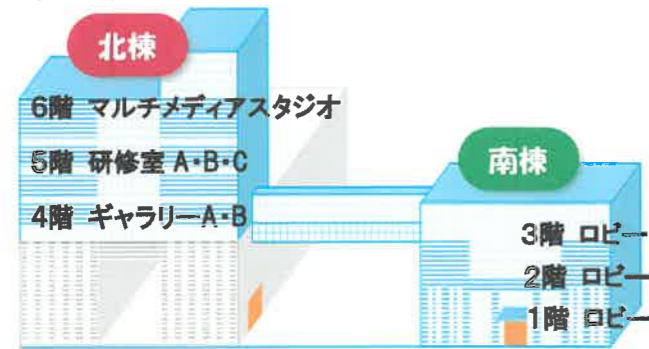 北棟
6階 マルチメディアスタジオ
5階 研修室 A・B・C
4階 ギャラリーA・B
南棟
3階 ロビー
2階 ロビー
1階 ロビー